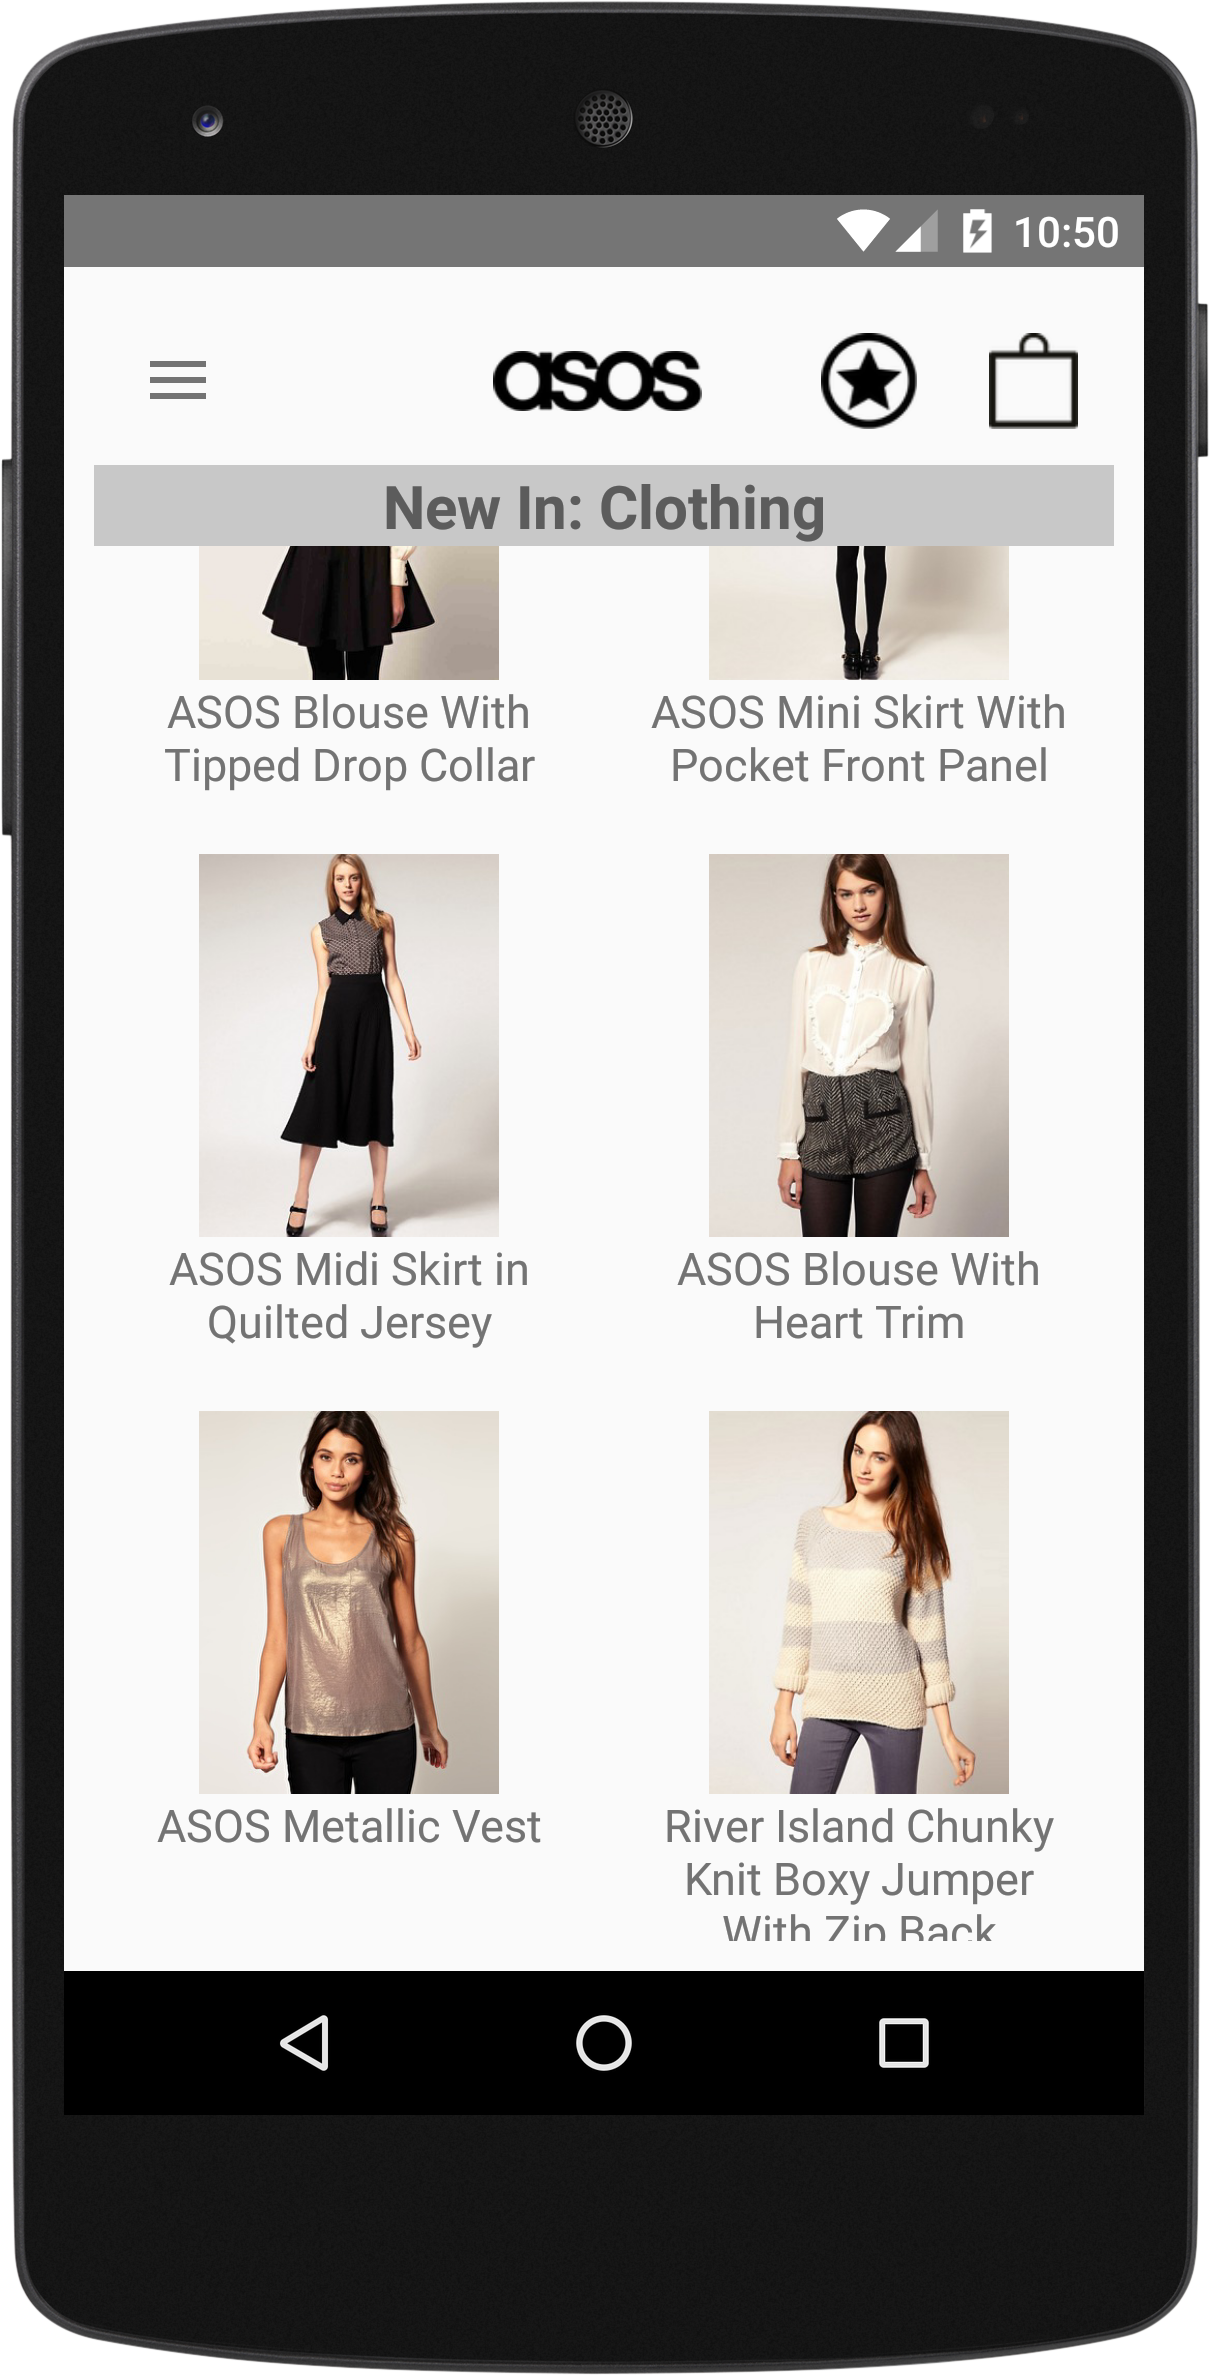 10:50
asos
New In: Clothing
ASOS Blouse With
Tipped Drop Collar
ASOS Mini Skirt With
Pocket Front Panel
ASOS Midi Skirt in
Quilted Jersey
ASOS Blouse With
Heart Trim
ASOS Metallic Vest
River Island Chunky
Knit Boxy Jumper
With Zip Back